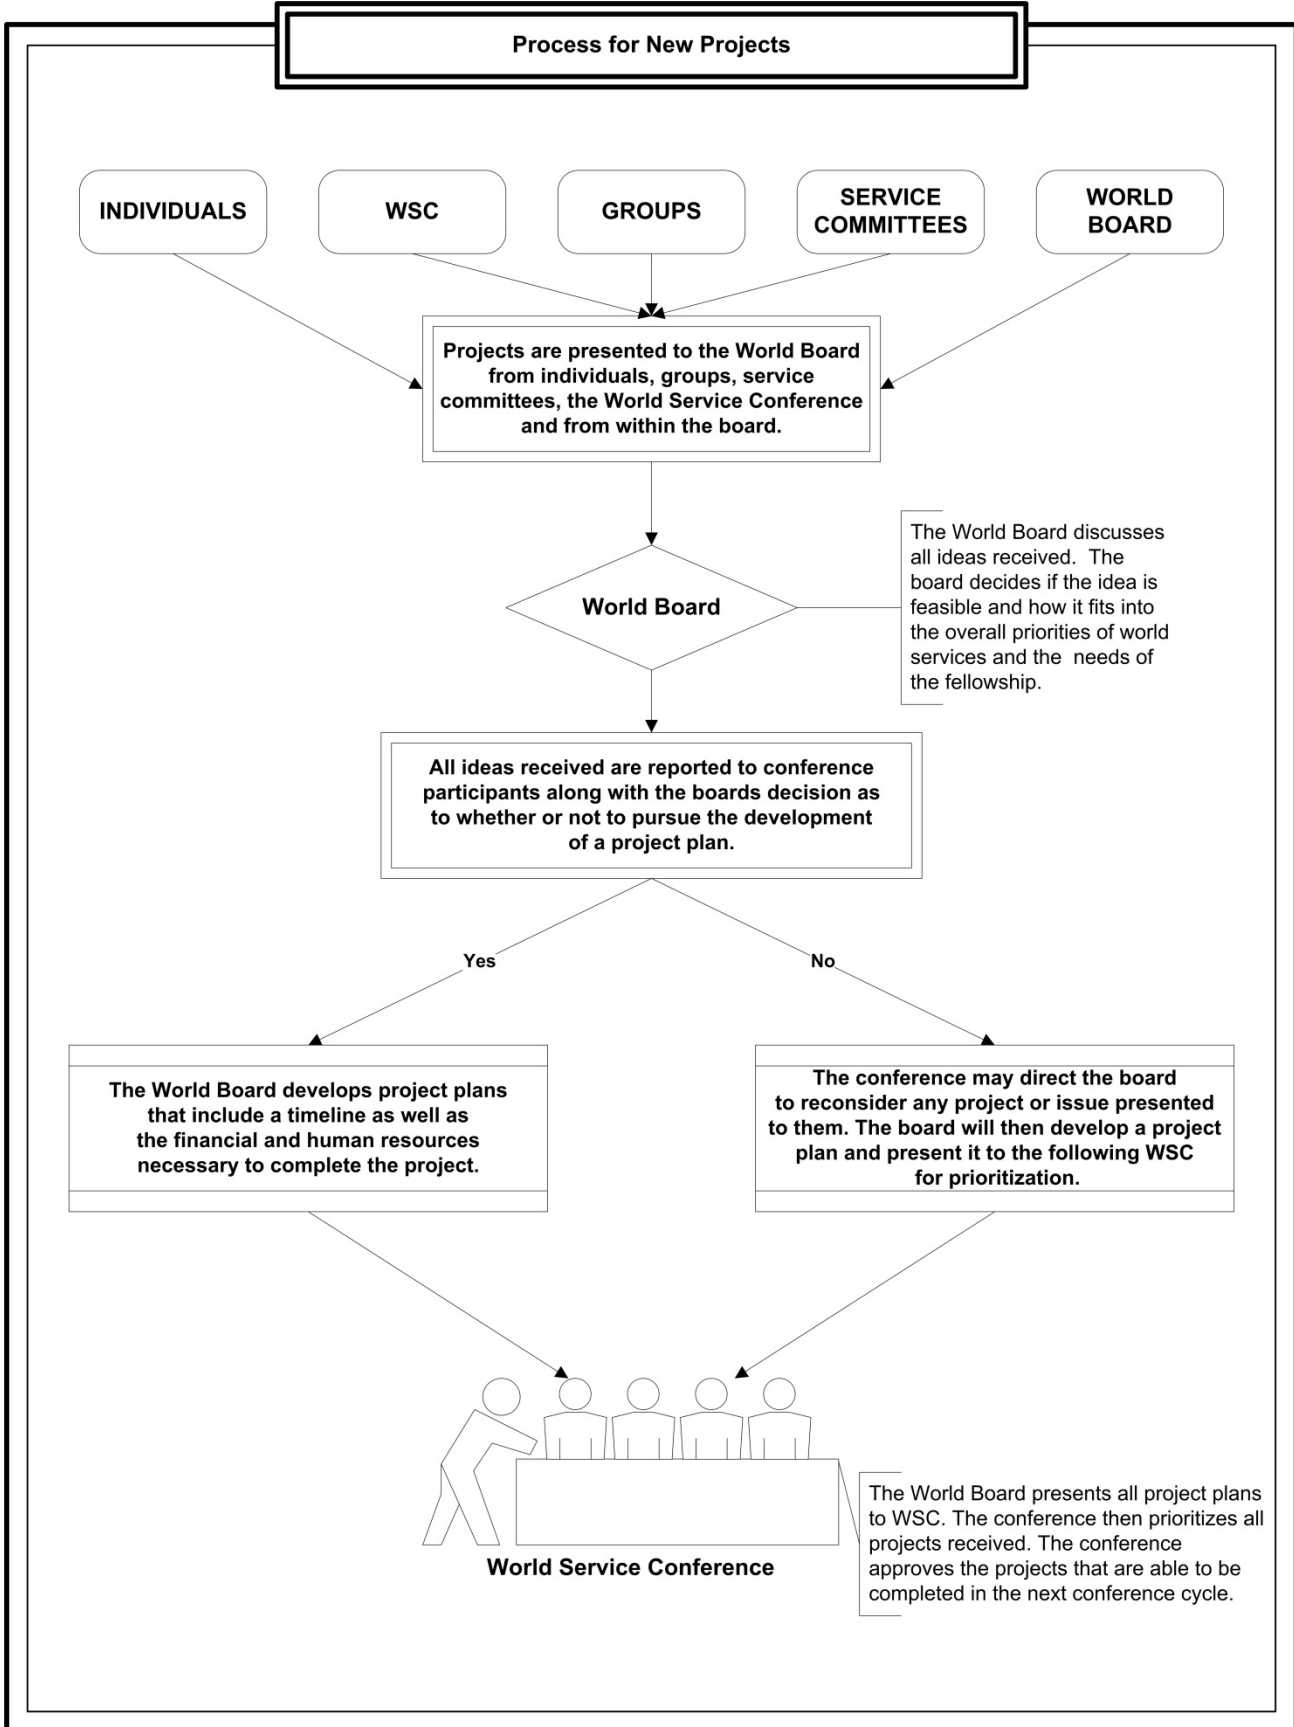 Process for New Projects
INDIVIDUALS
WSC
GROUPS
SERVICE
COMMITTEES
WORLD
BOARD
Projects are presented to the World Board
from individuals, groups, service
committees, the World Service Conference
and from within the board.
World Board
The World Board discusses
all ideas received.  The
board decides if the idea is
feasible and how it fits into
the overall priorities of world
services and the  needs of
the fellowship.
All ideas received are reported to conference
participants along with the boards decision as
to whether or not to pursue the development
of a project plan.
Yes
No
The World Board develops project plans
that include a timeline as well as
the financial and human resources
necessary to complete the project.
The conference may direct the board
to reconsider any project or issue presented
to them. The board will then develop a project
plan and present it to the following WSC
for prioritization.
World Service Conference
The World Board presents all project plans
to WSC. The conference then prioritizes all
projects received. The conference
approves the projects that are able to be
completed in the next conference cycle.